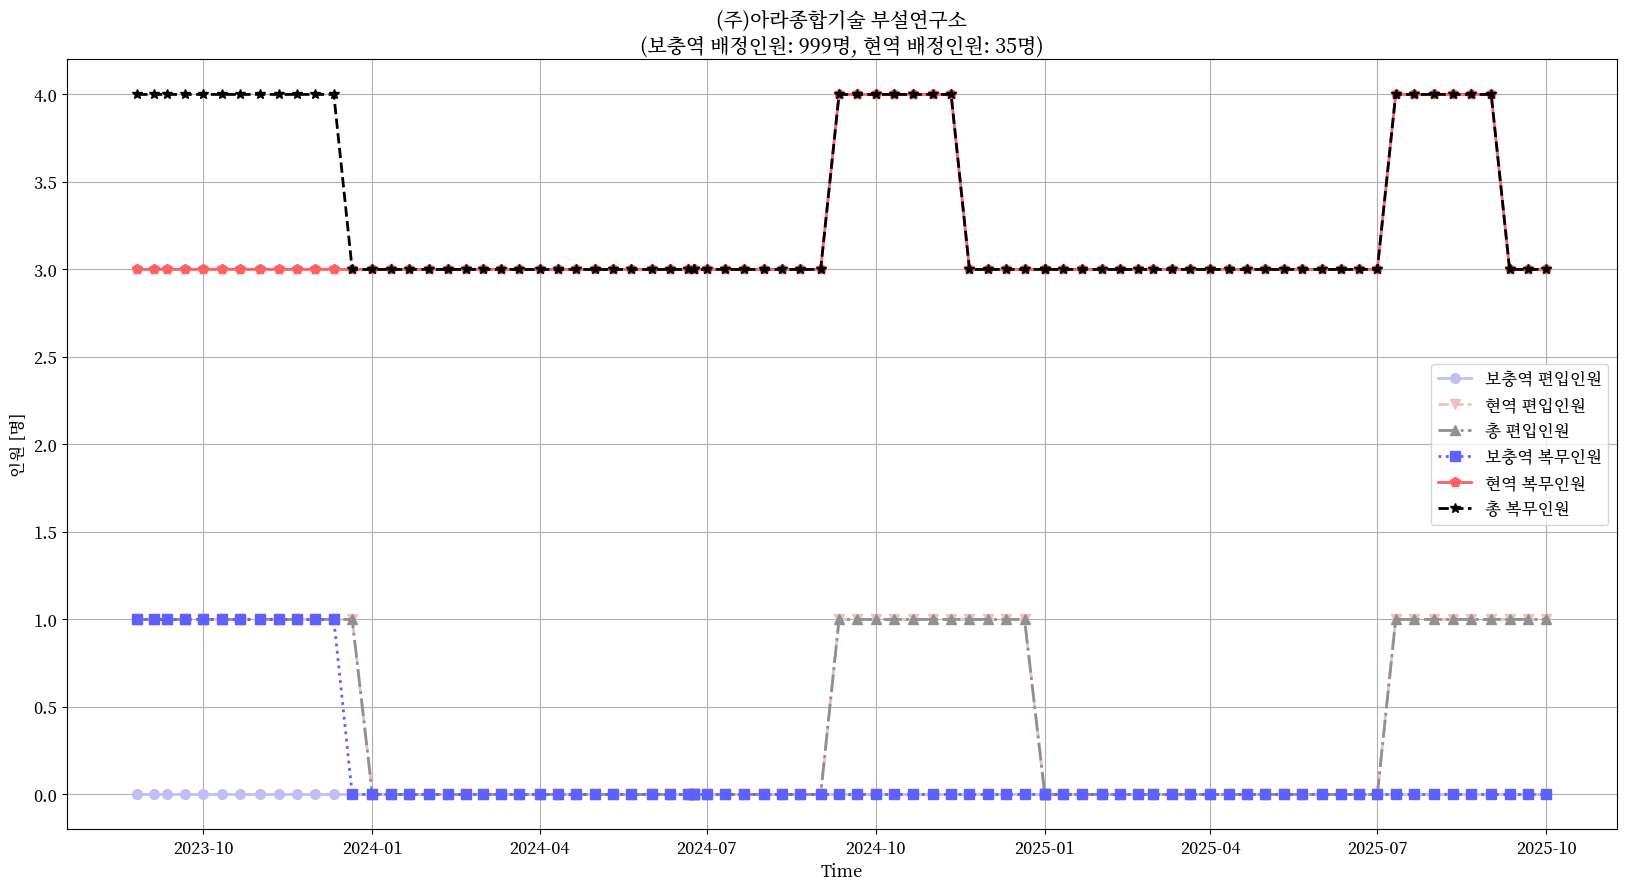 (주)아라종합기술 부설연구소
(보충역 배정인원: 999명, 현역 배정인원: 35명)
인원 [명]
4.0
3.5
3.0
2.5
2.0
1.5
1.0
0.5
0.0
보충역 편입인원
현역 편입인원
총 편입인원
보충역 복무인원
현역 복무인원
총 복무인원
2023-10
2024-01
2024-04
2024-07
2024-10
2025-01
2025-04
2025-07
2025-10
Time